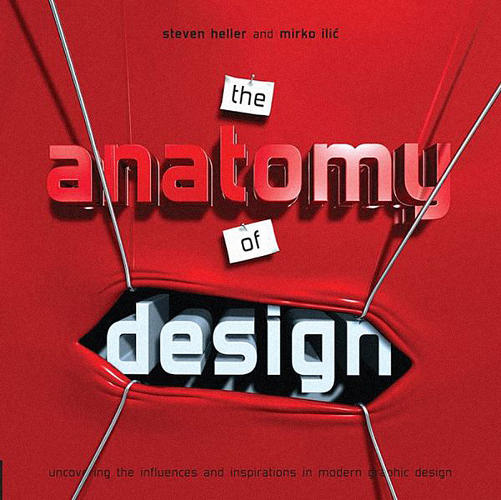 steven heller and mirko ilić
the
anatomy
of
design
uncovering the influences and inspirations in modern graphic design